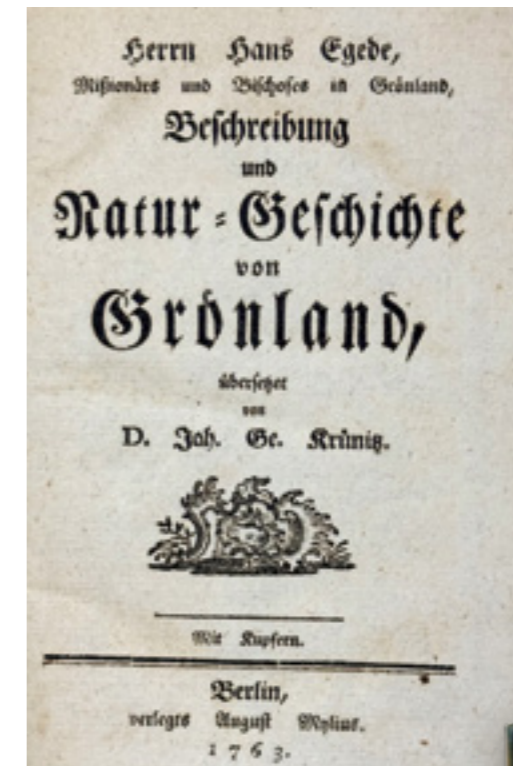 Herrn Hans Egede,
Mißionärs und Bischofes in Grönland,
Beschreibung
und
Natur-Geschichte
von
Grönland,
übersetzet
von
D. Joh. Ge. Krünitz.
Mit Kupfern.
Berlin,
verlegts August Mylius.
1763.